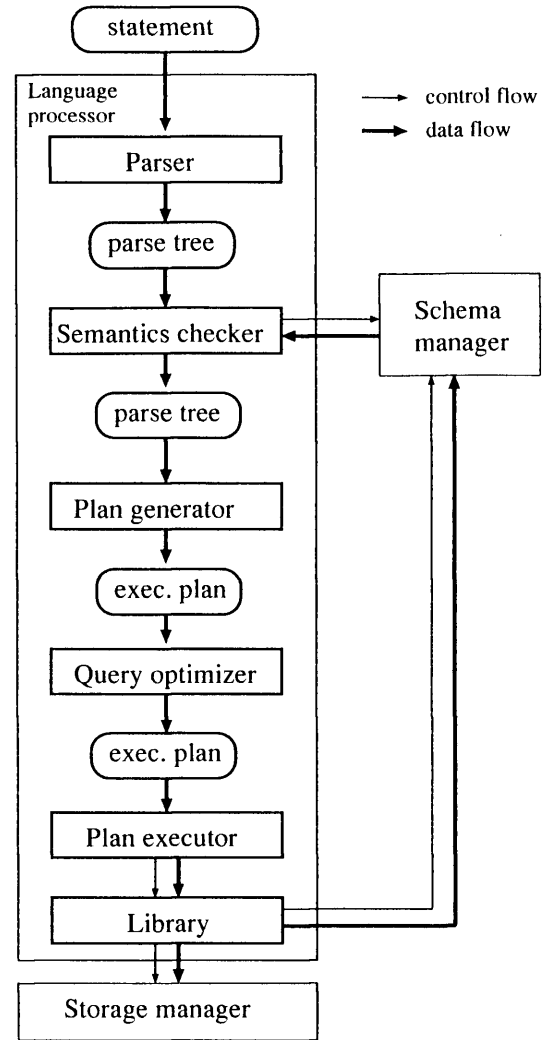 statement
Language
processor
control flow
data flow
Parser
parse tree
Semantics checker
Schema
manager
parse tree
Plan generator
exec. plan
Query optimizer
exec. plan
Plan executor
Library
Storage manager